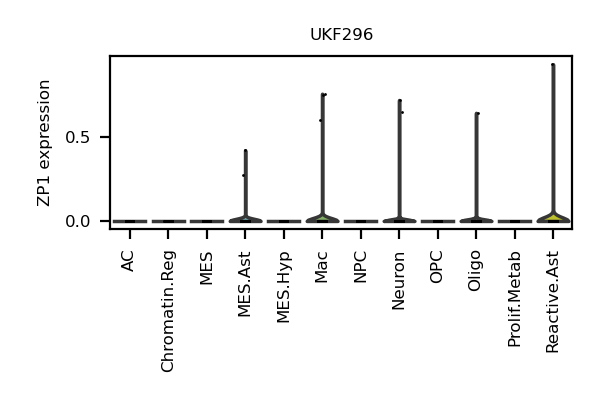 UKF296
ZP1 expression
0.5
0.0
AC
Chromatin.Reg
MES
MES.Ast
MES.Hyp
Mac
NPC
Neuron
OPC
Oligo
Prolif.Metab
Reactive.Ast